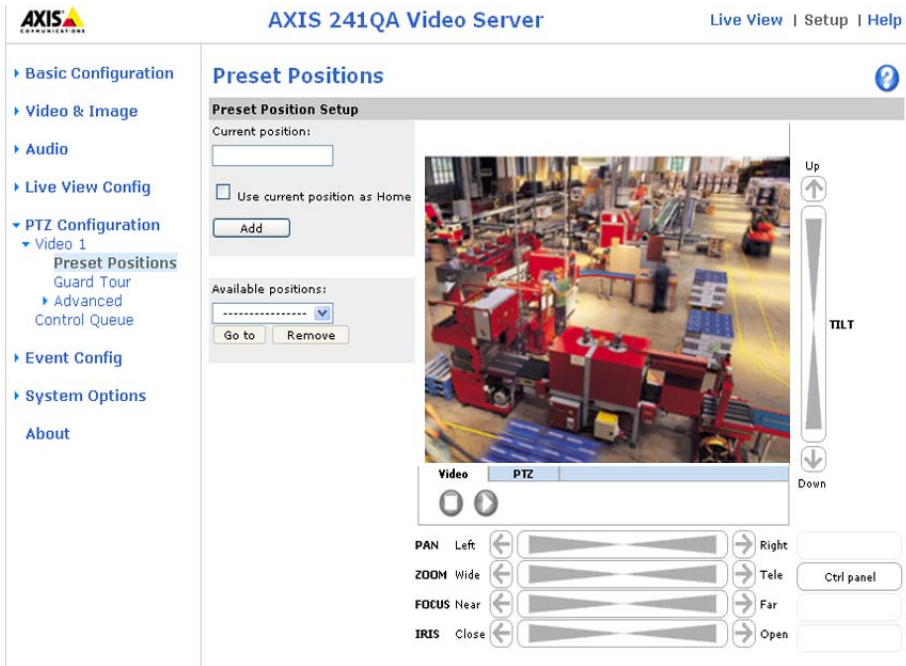 AXIS
COMMUNICATIONS
AXIS 241QA Video Server
Live View | Setup | Help
Basic Configuration
Video & Image
Audio
Live View Config
PTZ Configuration
Video 1
Preset Positions
Guard Tour
Advanced
Control Queue
Event Config
System Options
About
Preset Positions
?
Preset Position Setup
Current position:
Use current position as Home
Add
Available positions:
----------------
Go to Remove
Up
TILT
Down
Video PTZ
PAN Left Right
ZOOM Wide Tele Ctrl panel
FOCUS Near Far
IRIS Close Open